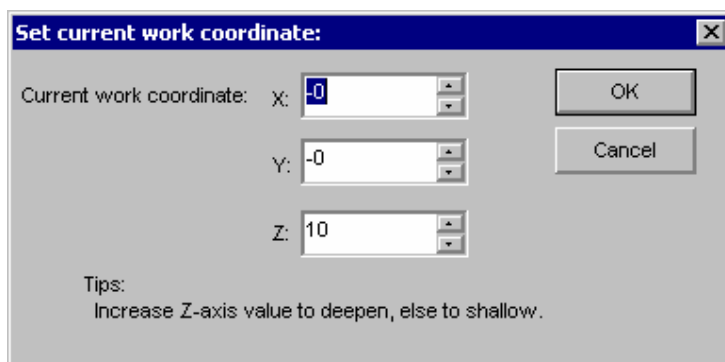 Set current work coordinate:
Current work coordinate: X: -0
OK
Y: -0
Cancel
Z: 10
Tips:
Increase Z-axis value to deepen, else to shallow.